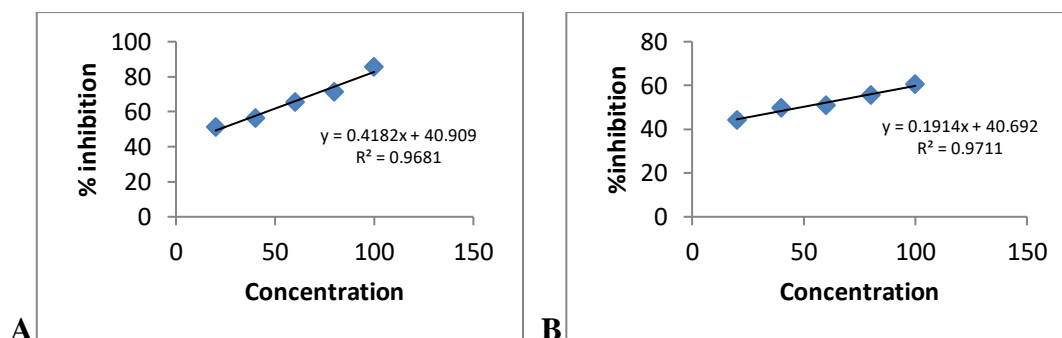 % inhibition
100
80
60
40
20
0
y = 0.4182x + 40.909
R² = 0.9681
0 50 100 150
Concentration
A
%inhibition
80
60
40
20
0
y = 0.1914x + 40.692
R² = 0.9711
0 50 100 150
Concentration
B